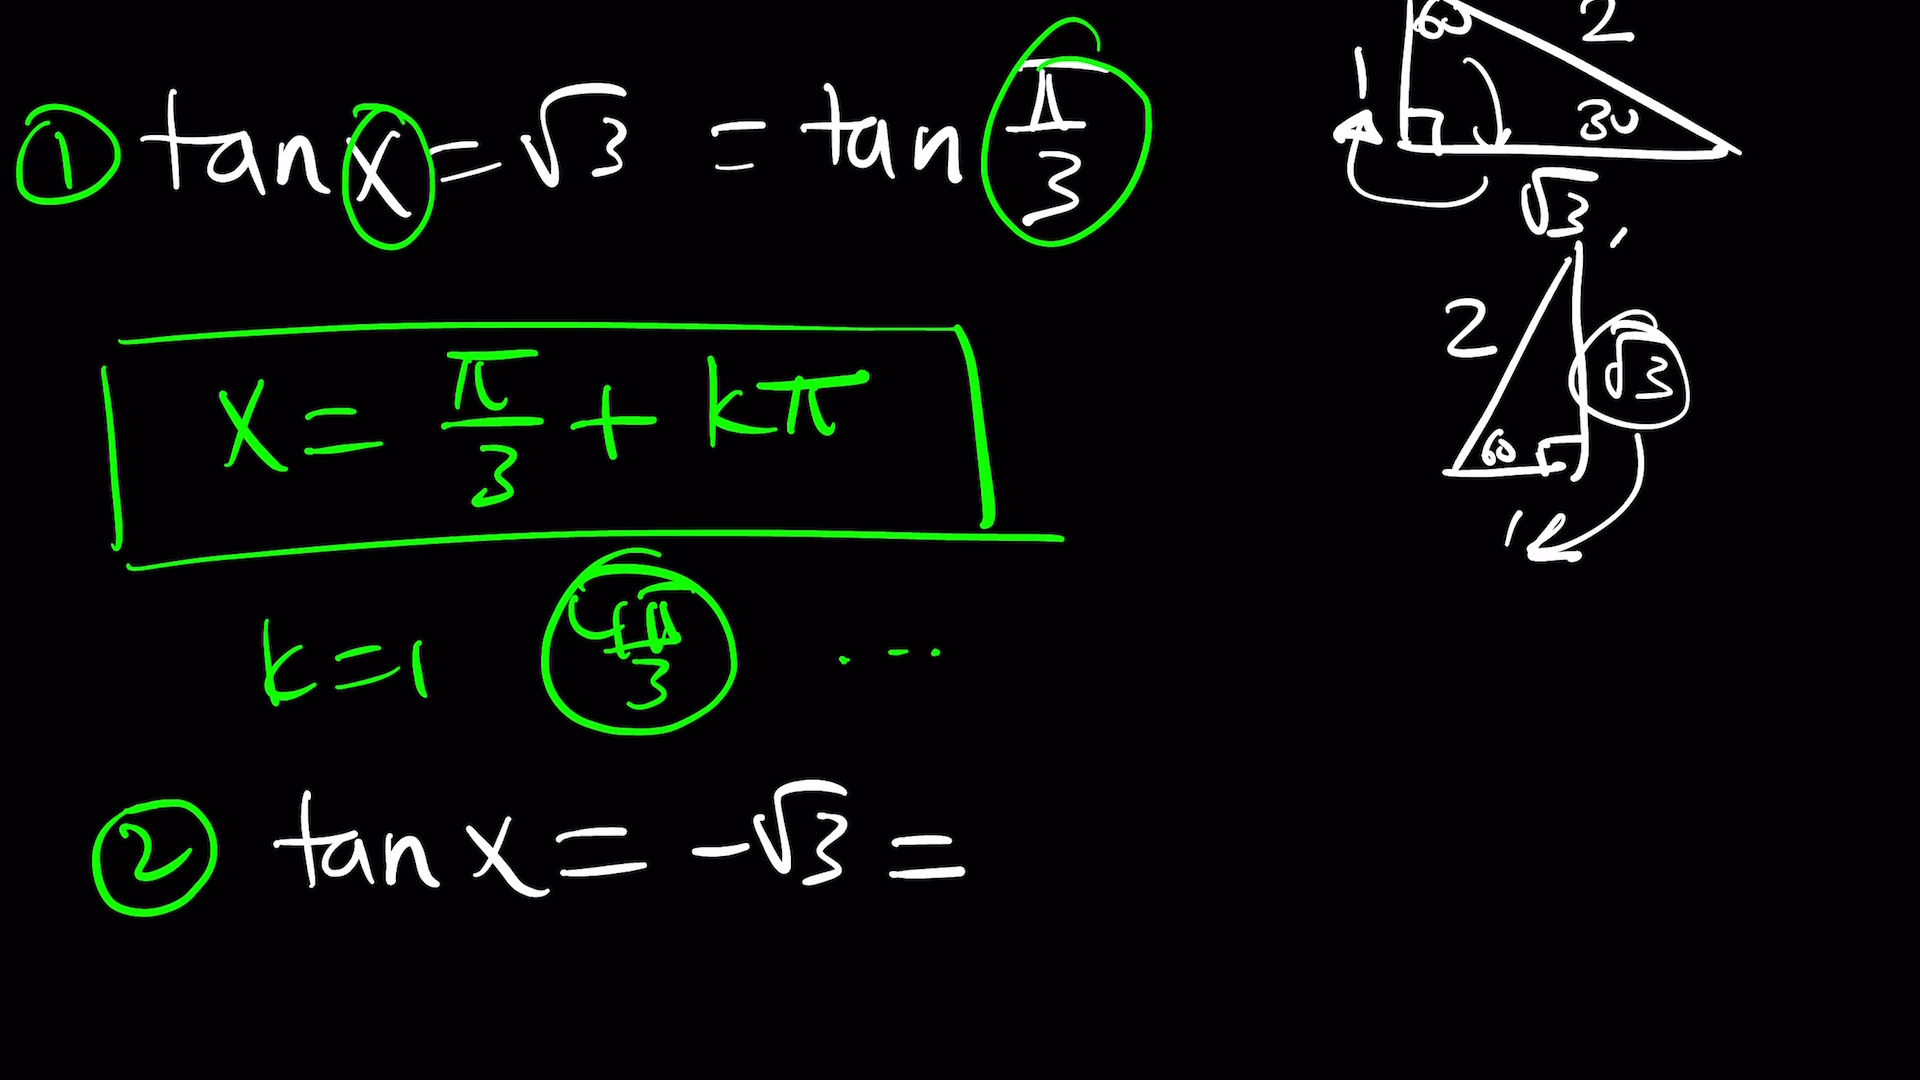 ① tan x = √3 = tan π/3
x = π/3 + kπ
k = 1 4π/3 . . . .
② tan x = -√3 =
60 2
1
30
√3
2 √3
60
1